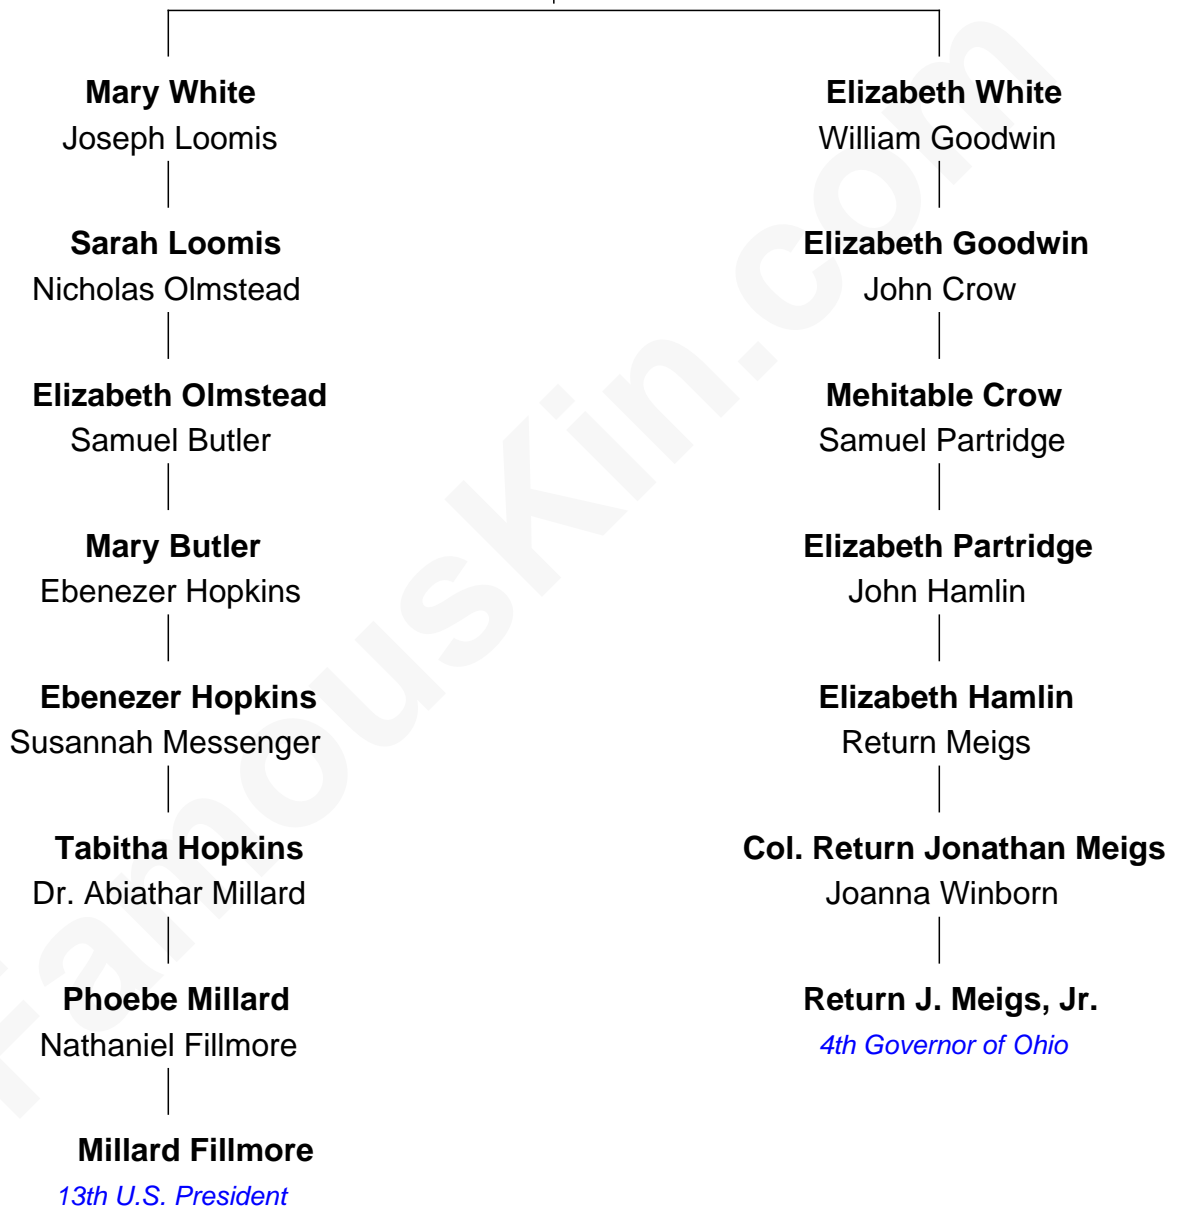 Mary White
Joseph Loomis
Sarah Loomis
Nicholas Olmstead
Elizabeth Olmstead
Samuel Butler
Mary Butler
Ebenezer Hopkins
Ebenezer Hopkins
Susannah Messenger
Tabitha Hopkins
Dr. Abiathar Millard
Phoebe Millard
Nathaniel Fillmore
Millard Fillmore
13th U.S. President
Elizabeth White
William Goodwin
Elizabeth Goodwin
John Crow
Mehitable Crow
Samuel Partridge
Elizabeth Partridge
John Hamlin
Elizabeth Hamlin
Return Meigs
Col. Return Jonathan Meigs
Joanna Winborn
Return J. Meigs, Jr.
4th Governor of Ohio
FamousKin.com